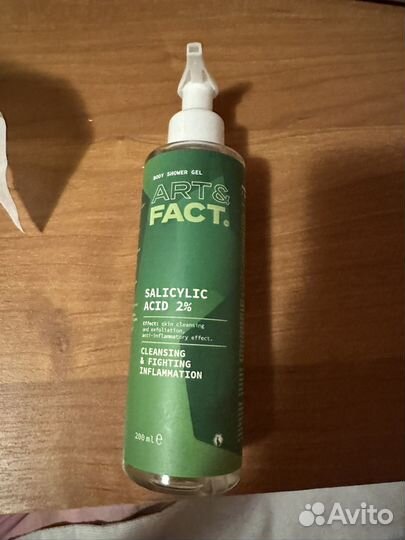 BODY SHOWER GEL
ART&
FACT.
SALICYLIC
ACID 2%
Effect: skin cleansing
and exfoliation,
anti-inflammatory effect.
CLEANSING
& FIGHTING
INFLAMMATION
200 ml ℮
Avito